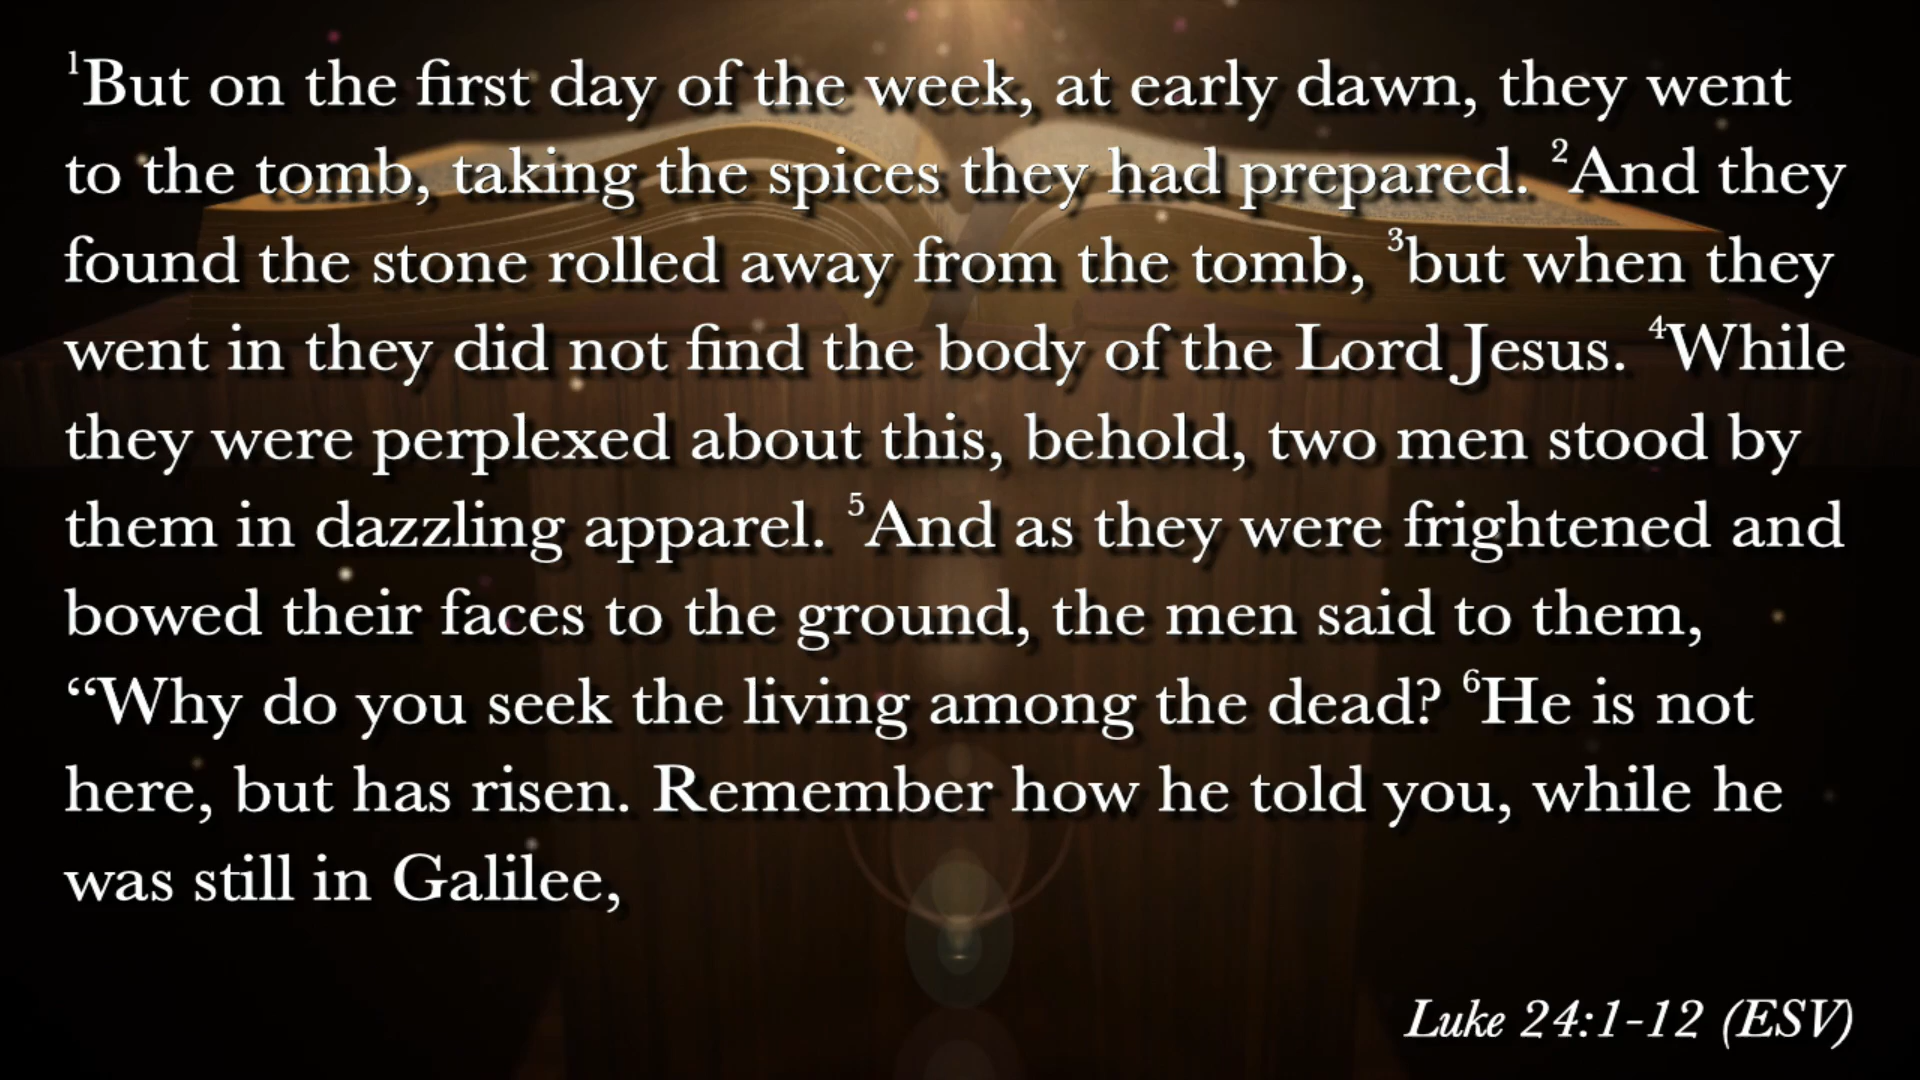 ¹But on the first day of the week, at early dawn, they went
to the tomb, taking the spices they had prepared. ²And they
found the stone rolled away from the tomb, ³but when they
went in they did not find the body of the Lord Jesus. ⁴While
they were perplexed about this, behold, two men stood by
them in dazzling apparel. ⁵And as they were frightened and
bowed their faces to the ground, the men said to them,
“Why do you seek the living among the dead? ⁶He is not
here, but has risen. Remember how he told you, while he
was still in Galilee,
Luke 24:1-12 (ESV)